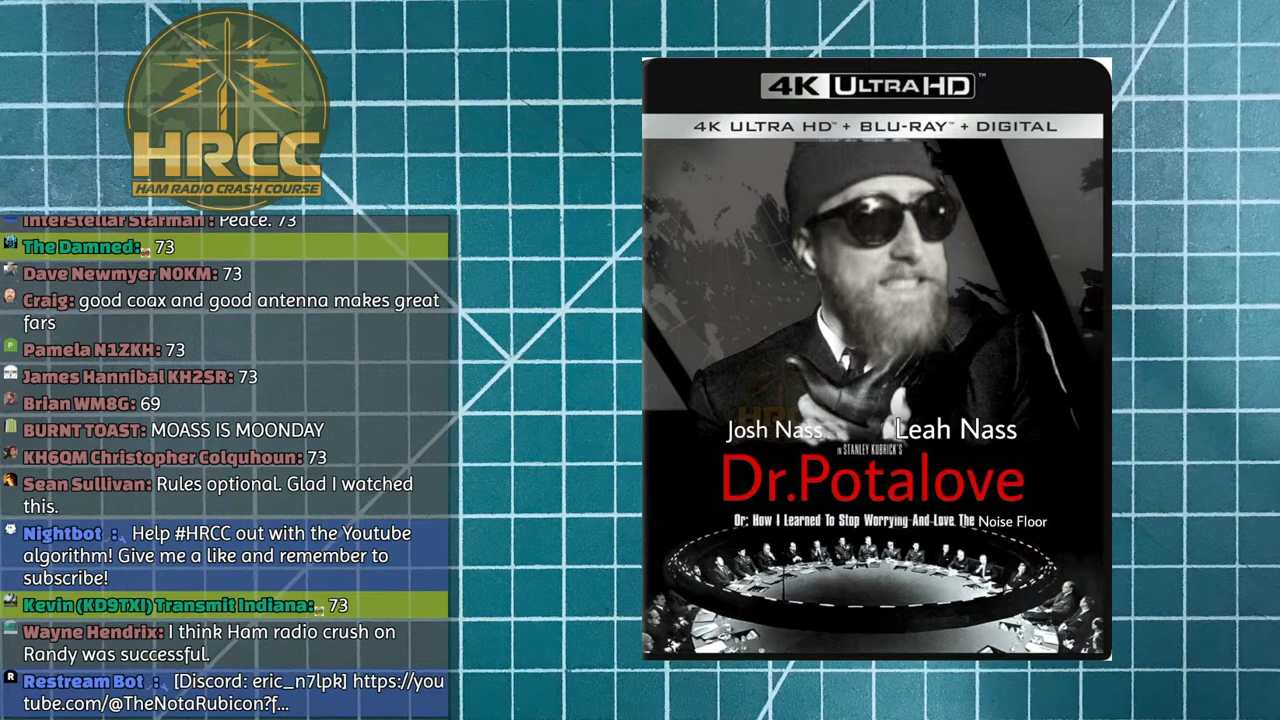 HRCC
HAM RADIO CRASH COURSE
Interstellar Starman : Peace. 73
The Damned: 73
Dave Newmyer N0KM: 73
Craig: good coax and good antenna makes great
fars
Pamela N1ZKH: 73
James Hannibal KH2SR: 73
Brian WM8G: 69
BURNT TOAST: MOASS IS MOONDAY
KH6QM Christopher Colquhoun: 73
Sean Sullivan: Rules optional. Glad I watched
this.
Nightbot : Help #HRCC out with the Youtube
algorithm! Give me a like and remember to
subscribe!
Kevin (KD9TXI) Transmit Indiana: 73
Wayne Hendrix: I think Ham radio crush on
Randy was successful.
Restream Bot : [Discord: eric_n7lpk] https://you
tube.com/@TheNotaRubicon?f...
4K ULTRAHD™
4K ULTRA HD™ + BLU-RAY™ + DIGITAL
HRCC
Josh Nass Leah Nass
IN STANLEY KUBRICK'S
Dr.Potalove
Or: How I Learned To Stop Worrying And Love The Noise Floor